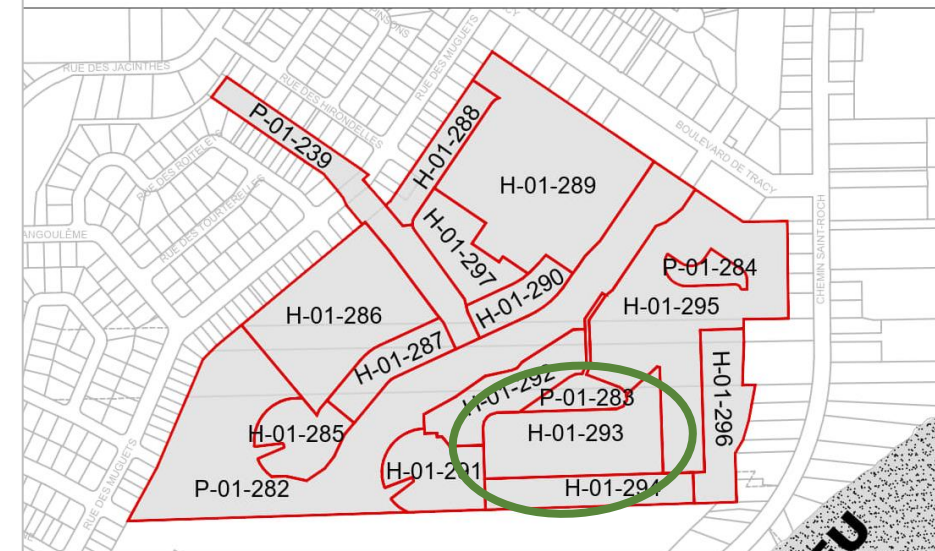 PINSONS
RUE DES JACINTHES
RUE DES HIRONDELLES
RUE DES MUGUETS
CY
P-01-239
H-01-288
BOULEVARD DE TRACY
RUE DES ROITELETS
H-01-289
RUE DES TOURTERELLES
ANGOULÊME
H-01-297
P-01-284
CHEMIN SAINT-ROCH
H-01-290
H-01-295
H-01-286
H-01-287
H-01-296
H-01-292
P-01-283
H-01-285
H-01-293
H-01-291
P-01-282
H-01-294
RUE DES MUGUETS
EU